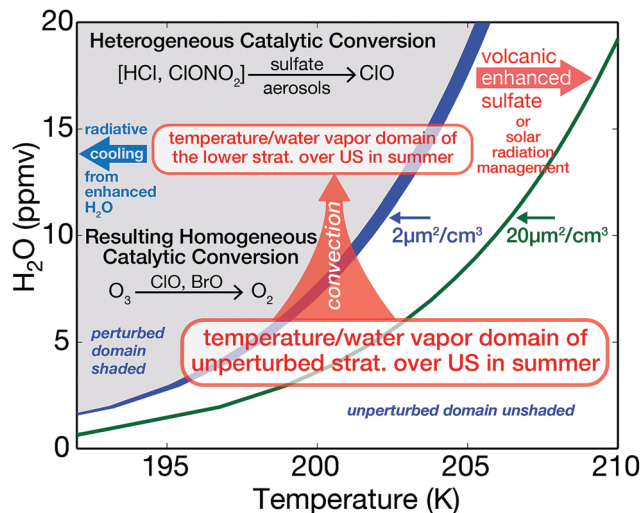 20
15
10
5
0
H₂O (ppmv)
Heterogeneous Catalytic Conversion
[HCl, ClONO₂] sulfate aerosols → ClO
volcanic
enhanced
sulfate
or
solar
radiation
management
radiative
cooling
from
enhanced
H₂O
temperature/water vapor domain of
the lower strat. over US in summer
convection
2µm²/cm³
20µm²/cm³
Resulting Homogeneous
Catalytic Conversion
O₃ ClO, BrO → O₂
perturbed
domain
shaded
temperature/water vapor domain of
unperturbed strat. over US in summer
unperturbed domain unshaded
195
200
205
210
Temperature (K)